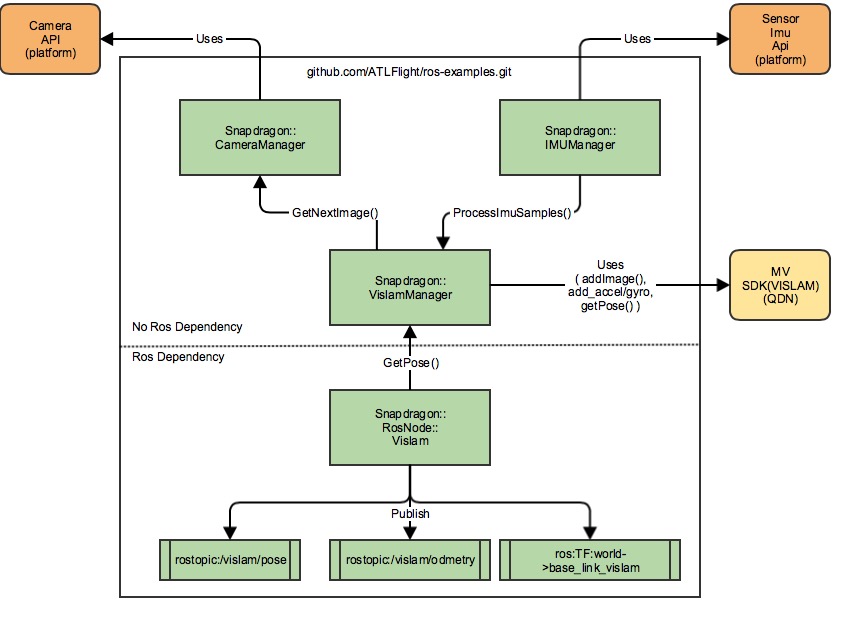 Camera
API
(platform)
Uses
Uses
Sensor
Imu
Api
(platform)
github.com/ATLFlight/ros-examples.git
Snapdragon::
CameraManager
Snapdragon::
IMUManager
GetNextImage()
ProcessImuSamples()
Snapdragon::
VislamManager
Uses
( addImage(),
add_accel/gyro,
getPose() )
MV
SDK(VISLAM)
(QDN)
No Ros Dependency
Ros Dependency
GetPose()
Snapdragon::
RosNode::
Vislam
Publish
rostopic:/vislam/pose
rostopic:/vislam/odmetry
ros:TF:world-
>base_link_vislam